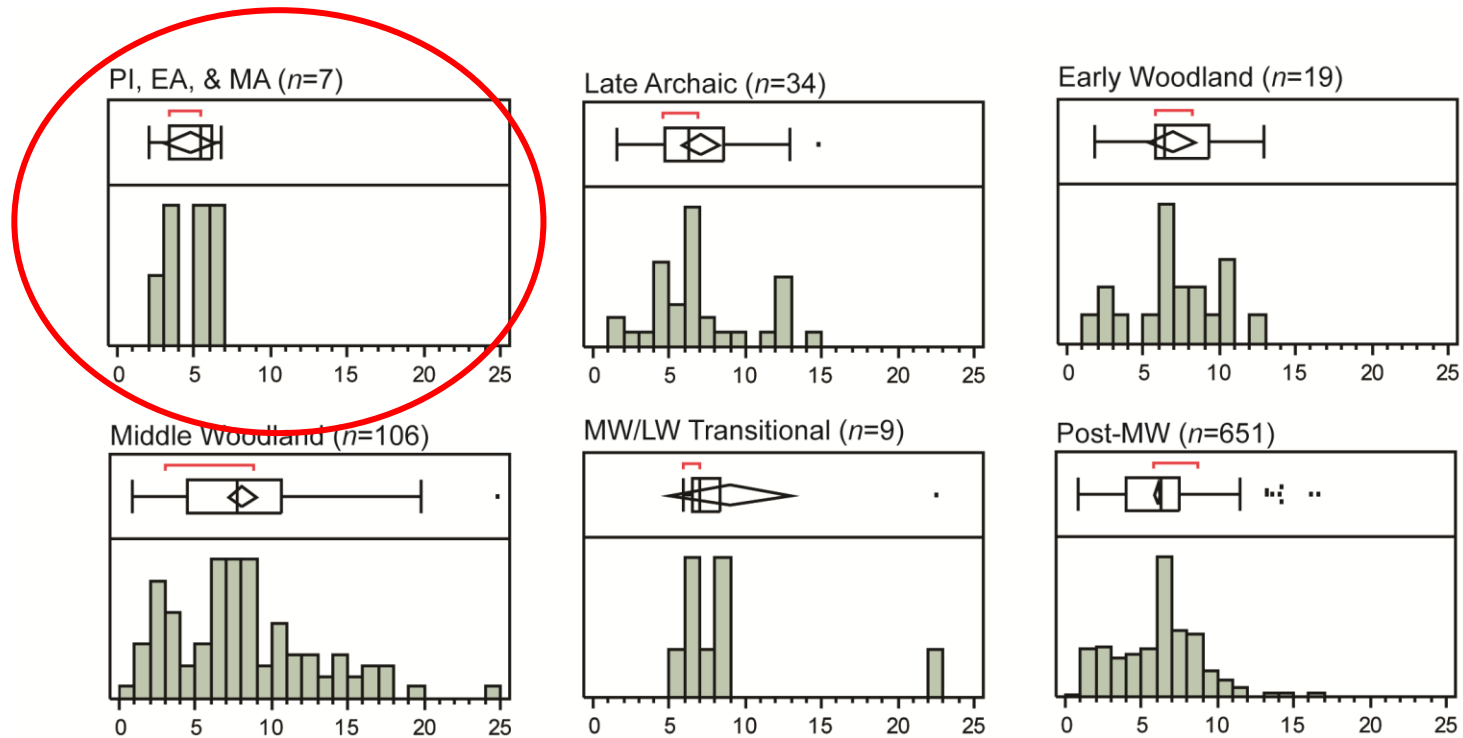 PI, EA, & MA (n=7)
0 5 10 15 20 25
Late Archaic (n=34)
0 5 10 15 20 25
Early Woodland (n=19)
0 5 10 15 20 25
Middle Woodland (n=106)
0 5 10 15 20 25
MW/LW Transitional (n=9)
0 5 10 15 20 25
Post-MW (n=651)
0 5 10 15 20 25